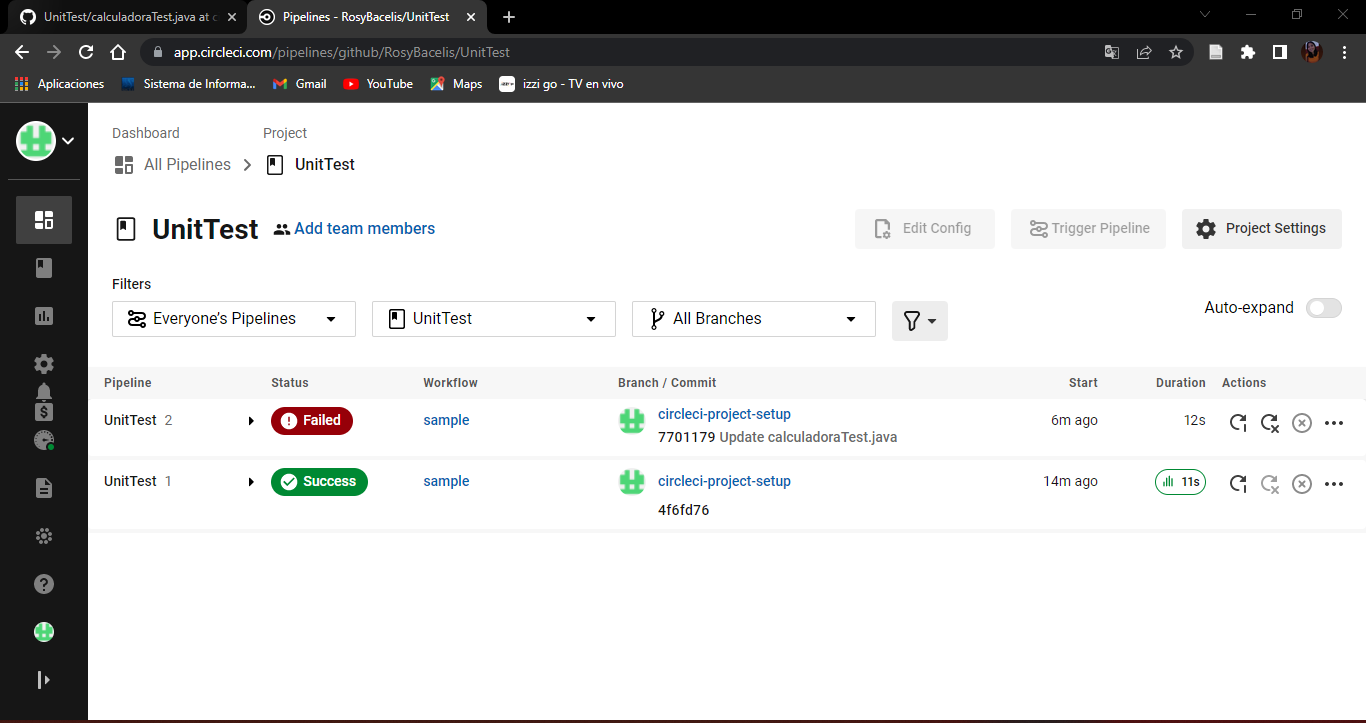 UnitTest/calculadoraTest.java at c
Pipelines - RosyBacelis/UnitTest
app.circleci.com/pipelines/github/RosyBacelis/UnitTest
Aplicaciones
Sistema de Informa...
Gmail
YouTube
Maps
izzi go - TV en vivo
Dashboard
Project
All Pipelines
UnitTest
UnitTest
Add team members
Edit Config
Trigger Pipeline
Project Settings
Filters
Everyone's Pipelines
UnitTest
All Branches
Auto-expand
Pipeline Status Workflow Branch / Commit Start Duration Actions
UnitTest 2 Failed sample circleci-project-setup 6m ago 12s
7701179 Update calculadoraTest.java
UnitTest 1 Success sample circleci-project-setup 14m ago 11s
4f6fd76